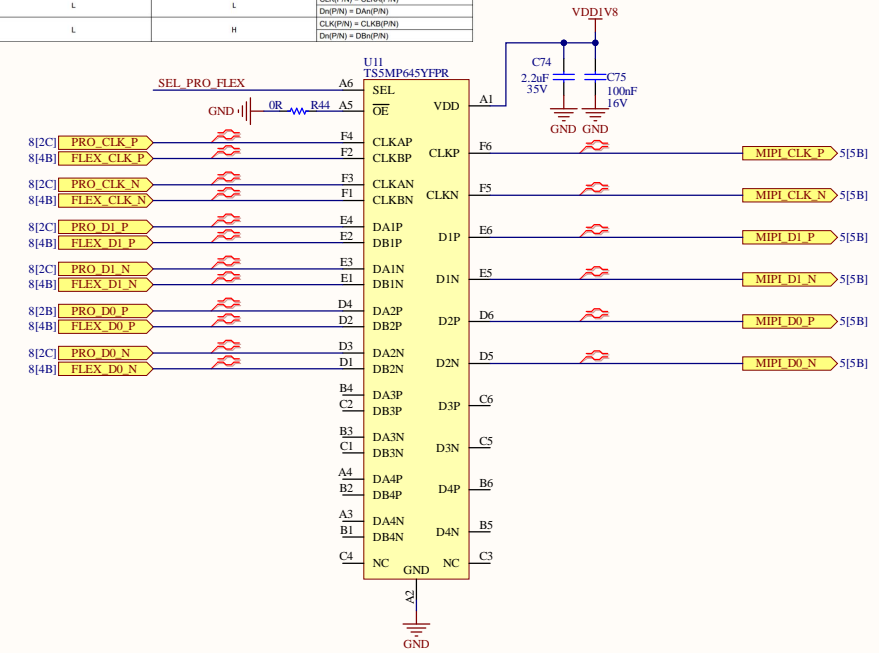 L L
Dn(P/N) = DAn(P/N)
L H CLK(P/N) = CLKB(P/N)
Dn(P/N) = DBn(P/N)
VDD1V8
U11
TS5MP645YFPR
C74
2.2uF
35V
C75
100nF
16V
GND GND
SEL_PRO_FLEX A6 SEL
GND 0R R44 A5 OE
VDD A1
8[2C] PRO_CLK_P F4 CLKAP
8[4B] FLEX_CLK_P F2 CLKBP
CLKP F6 MIPI_CLK_P 5[5B]
8[2C] PRO_CLK_N F3 CLKAN
8[4B] FLEX_CLK_N F1 CLKBN
CLKN F5 MIPI_CLK_N 5[5B]
8[2C] PRO_D1_P E4 DA1P
8[4B] FLEX_D1_P E2 DB1P
D1P E6 MIPI_D1_P 5[5B]
8[2C] PRO_D1_N E3 DA1N
8[4B] FLEX_D1_N E1 DB1N
D1N E5 MIPI_D1_N 5[5B]
8[2B] PRO_D0_P D4 DA2P
8[4B] FLEX_D0_P D2 DB2P
D2P D6 MIPI_D0_P 5[5B]
8[2C] PRO_D0_N D3 DA2N
8[4B] FLEX_D0_N D1 DB2N
D2N D5 MIPI_D0_N 5[5B]
B4 DA3P
C2 DB3P
D3P C6
B3 DA3N
C1 DB3N
D3N C5
A4 DA4P
B2 DB4P
D4P B6
A3 DA4N
B1 DB4N
D4N B5
C4 NC NC C3
GND
A2
GND